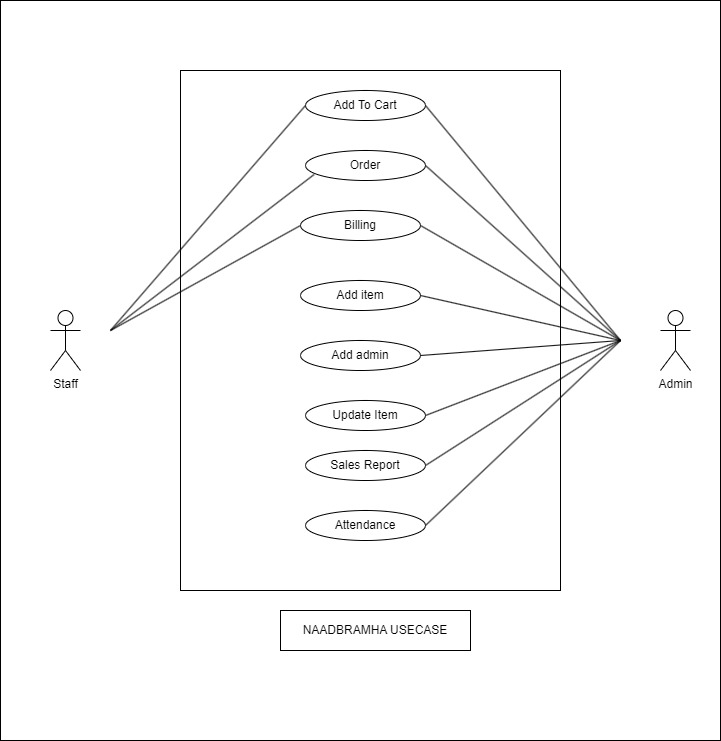 Add To Cart
Order
Billing
Add item
Add admin
Staff
Admin
Update Item
Sales Report
Attendance
NAADBRAMHA USECASE